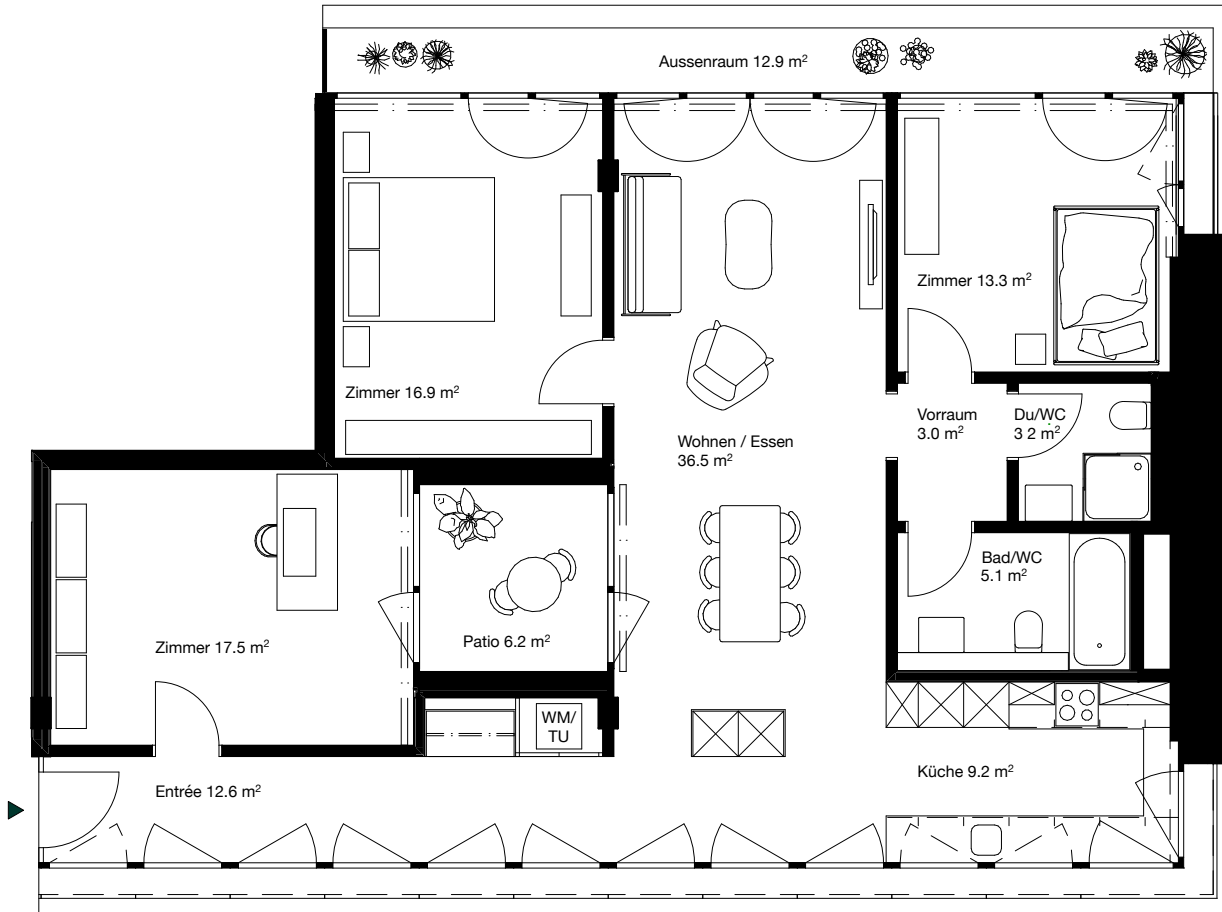 Aussenraum 12.9 m²
Zimmer 13.3 m²
Zimmer 16.9 m²
Vorraum
3.0 m²
Du/WC
3 2 m²
Wohnen / Essen
36.5 m²
Bad/WC
5.1 m²
Zimmer 17.5 m²
Patio 6.2 m²
WM/
TU
Küche 9.2 m²
Entrée 12.6 m²